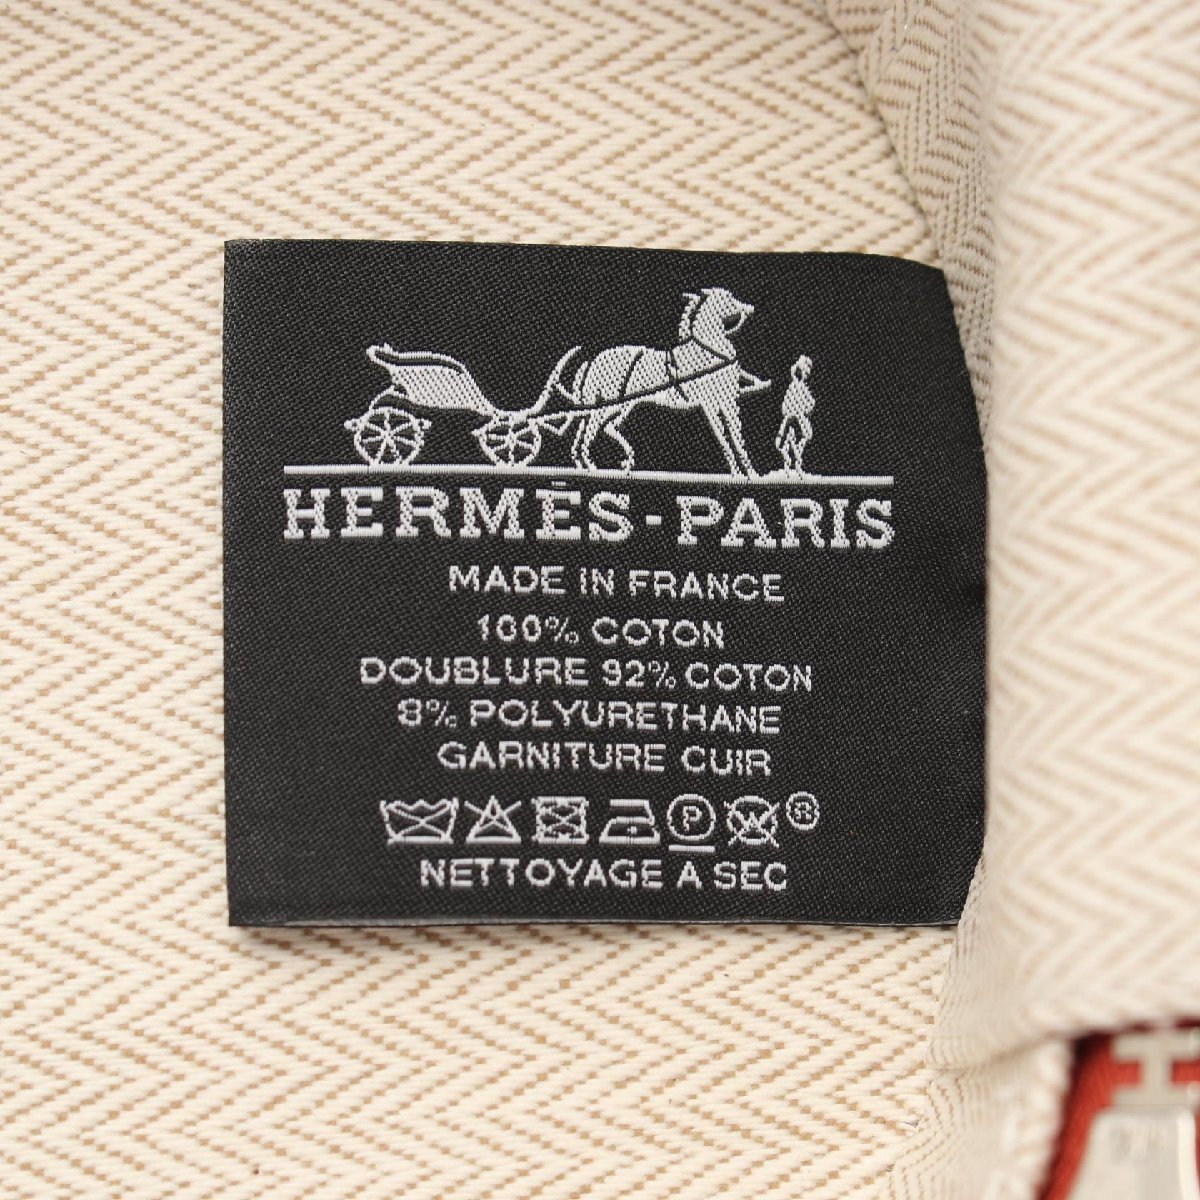 HERMÈS-PARIS
MADE IN FRANCE
100% COTON
DOUBLURE 92% COTON
8% POLYURETHANE
GARNITURE CUIR
P W ®
NETTOYAGE A SEC